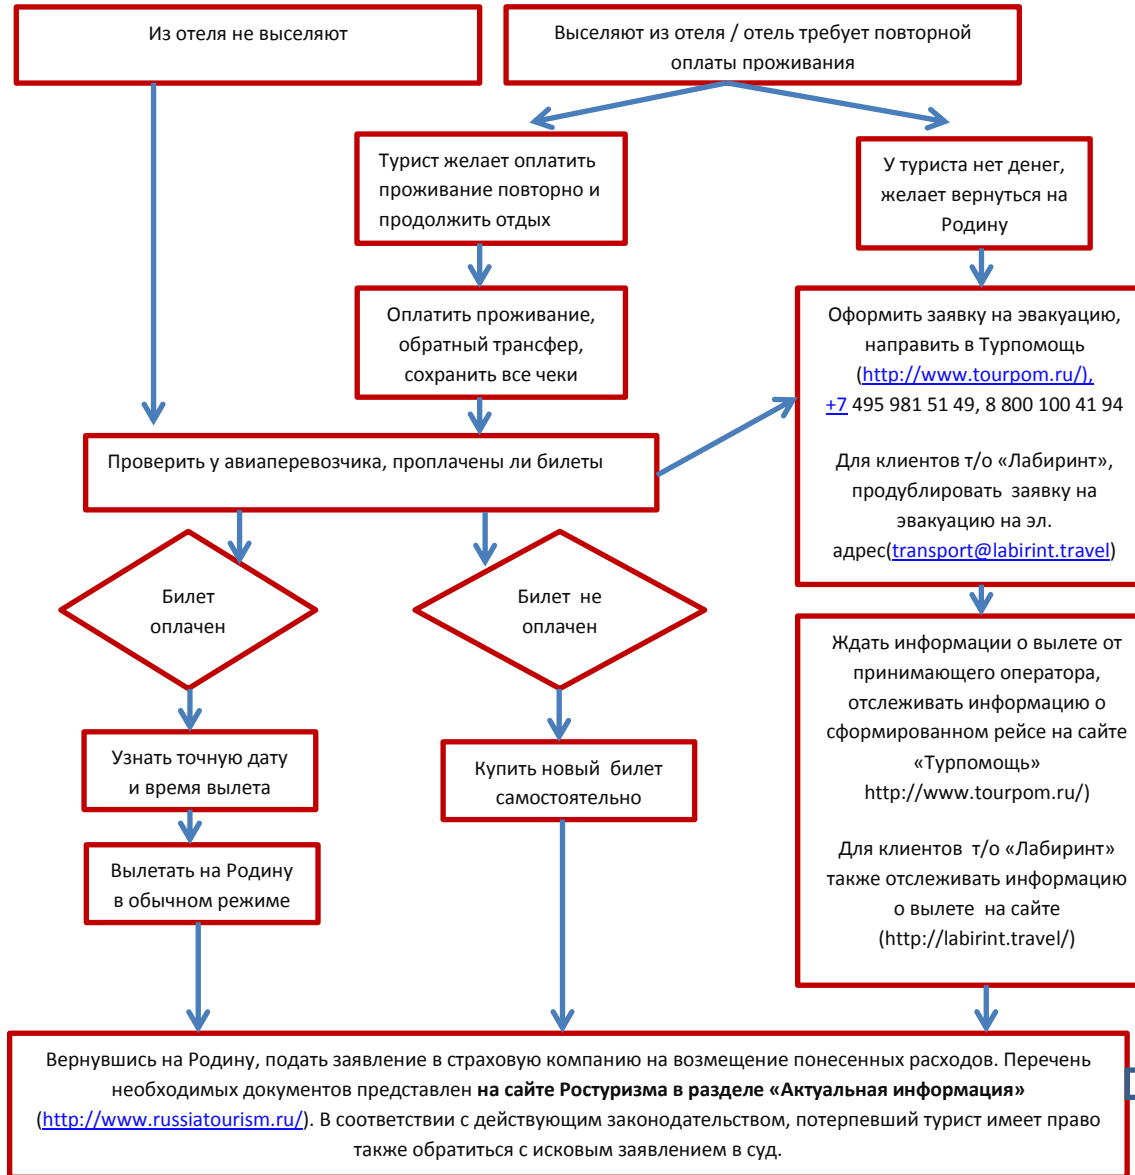 Из отеля не выселяют
Выселяют из отеля / отель требует повторной
оплаты проживания
Турист желает оплатить
проживание повторно и
продолжить отдых
У туриста нет денег,
желает вернуться на
Родину
Оплатить проживание,
обратный трансфер,
сохранить все чеки
Оформить заявку на эвакуацию,
направить в Турпомощь
(http://www.tourpom.ru/),
+7 495 981 51 49, 8 800 100 41 94
Для клиентов т/о «Лабиринт»,
продублировать заявку на
эвакуацию на эл.
адрес(transport@labirint.travel)
Проверить у авиаперевозчика, проплачены ли билеты
Билет
оплачен
Билет не
оплачен
Ждать информации о вылете от
принимающего оператора,
отслеживать информацию о
сформированном рейсе на сайте
«Турпомощь»
http://www.tourpom.ru/)
Для клиентов т/о «Лабиринт»
также отслеживать информацию
о вылете на сайте
(http://labirint.travel/)
Узнать точную дату
и время вылета
Купить новый билет
самостоятельно
Вылетать на Родину
в обычном режиме
Вернувшись на Родину, подать заявление в страховую компанию на возмещение понесенных расходов. Перечень
необходимых документов представлен на сайте Ростуризма в разделе «Актуальная информация»
(http://www.russiatourism.ru/). В соответствии с действующим законодательством, потерпевший турист имеет право
также обратиться с исковым заявлением в суд.